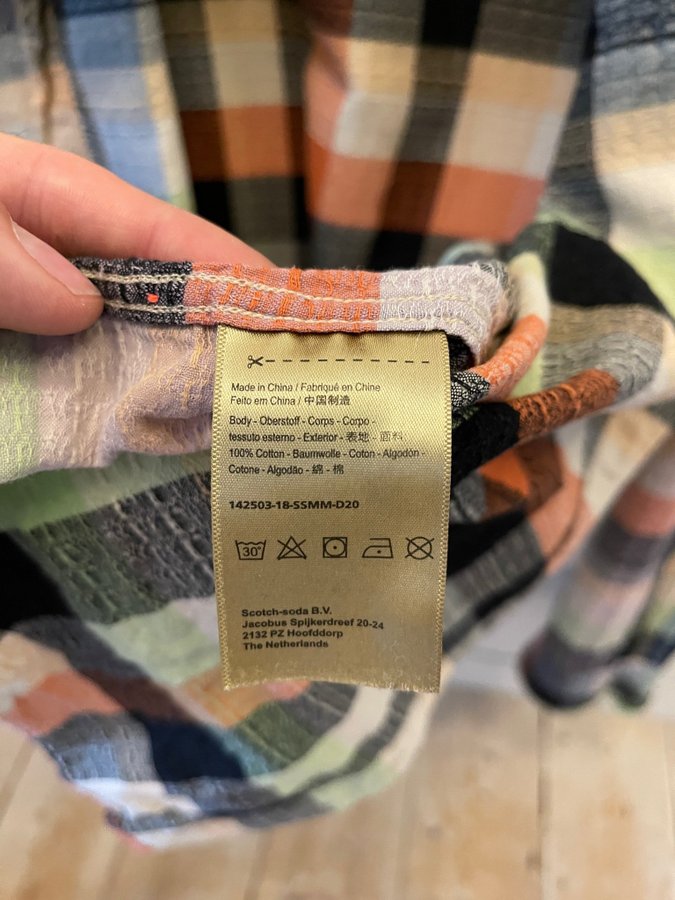 Made in China / Fabriqué en Chine
Feito em China / 中国制造
Body - Oberstoff - Corps - Corpo -
tessuto esterno - Exterior - 表地 - 面料
100% Cotton - Baumwolle - Coton - Algodón -
Cotone - Algodão - 綿 - 棉
142503-18-SSMM-D20
30°
Scotch-soda B.V.
Jacobus Spijkerdreef 20-24
2132 PZ Hoofddorp
The Netherlands